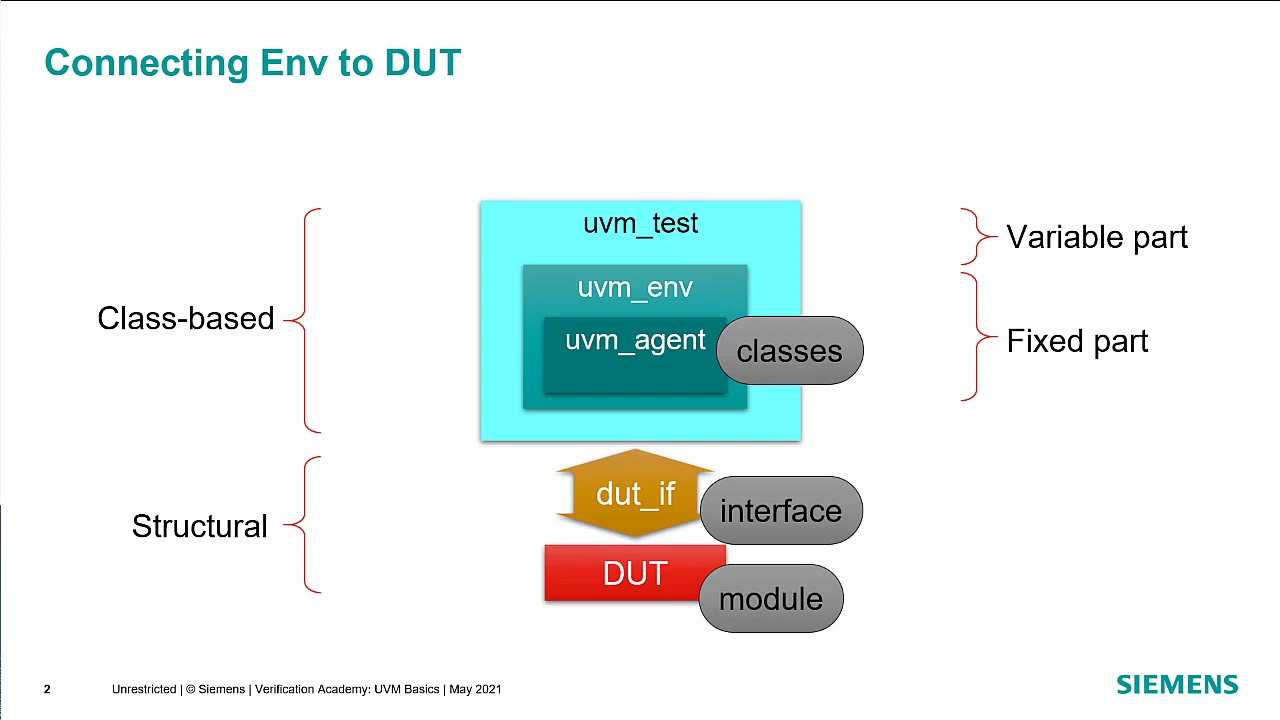 Connecting Env to DUT
uvm_test
Variable part
uvm_env
Class-based
uvm_agent
classes
Fixed part
dut_if
interface
Structural
DUT
module
2
Unrestricted | © Siemens | Verification Academy: UVM Basics | May 2021
SIEMENS